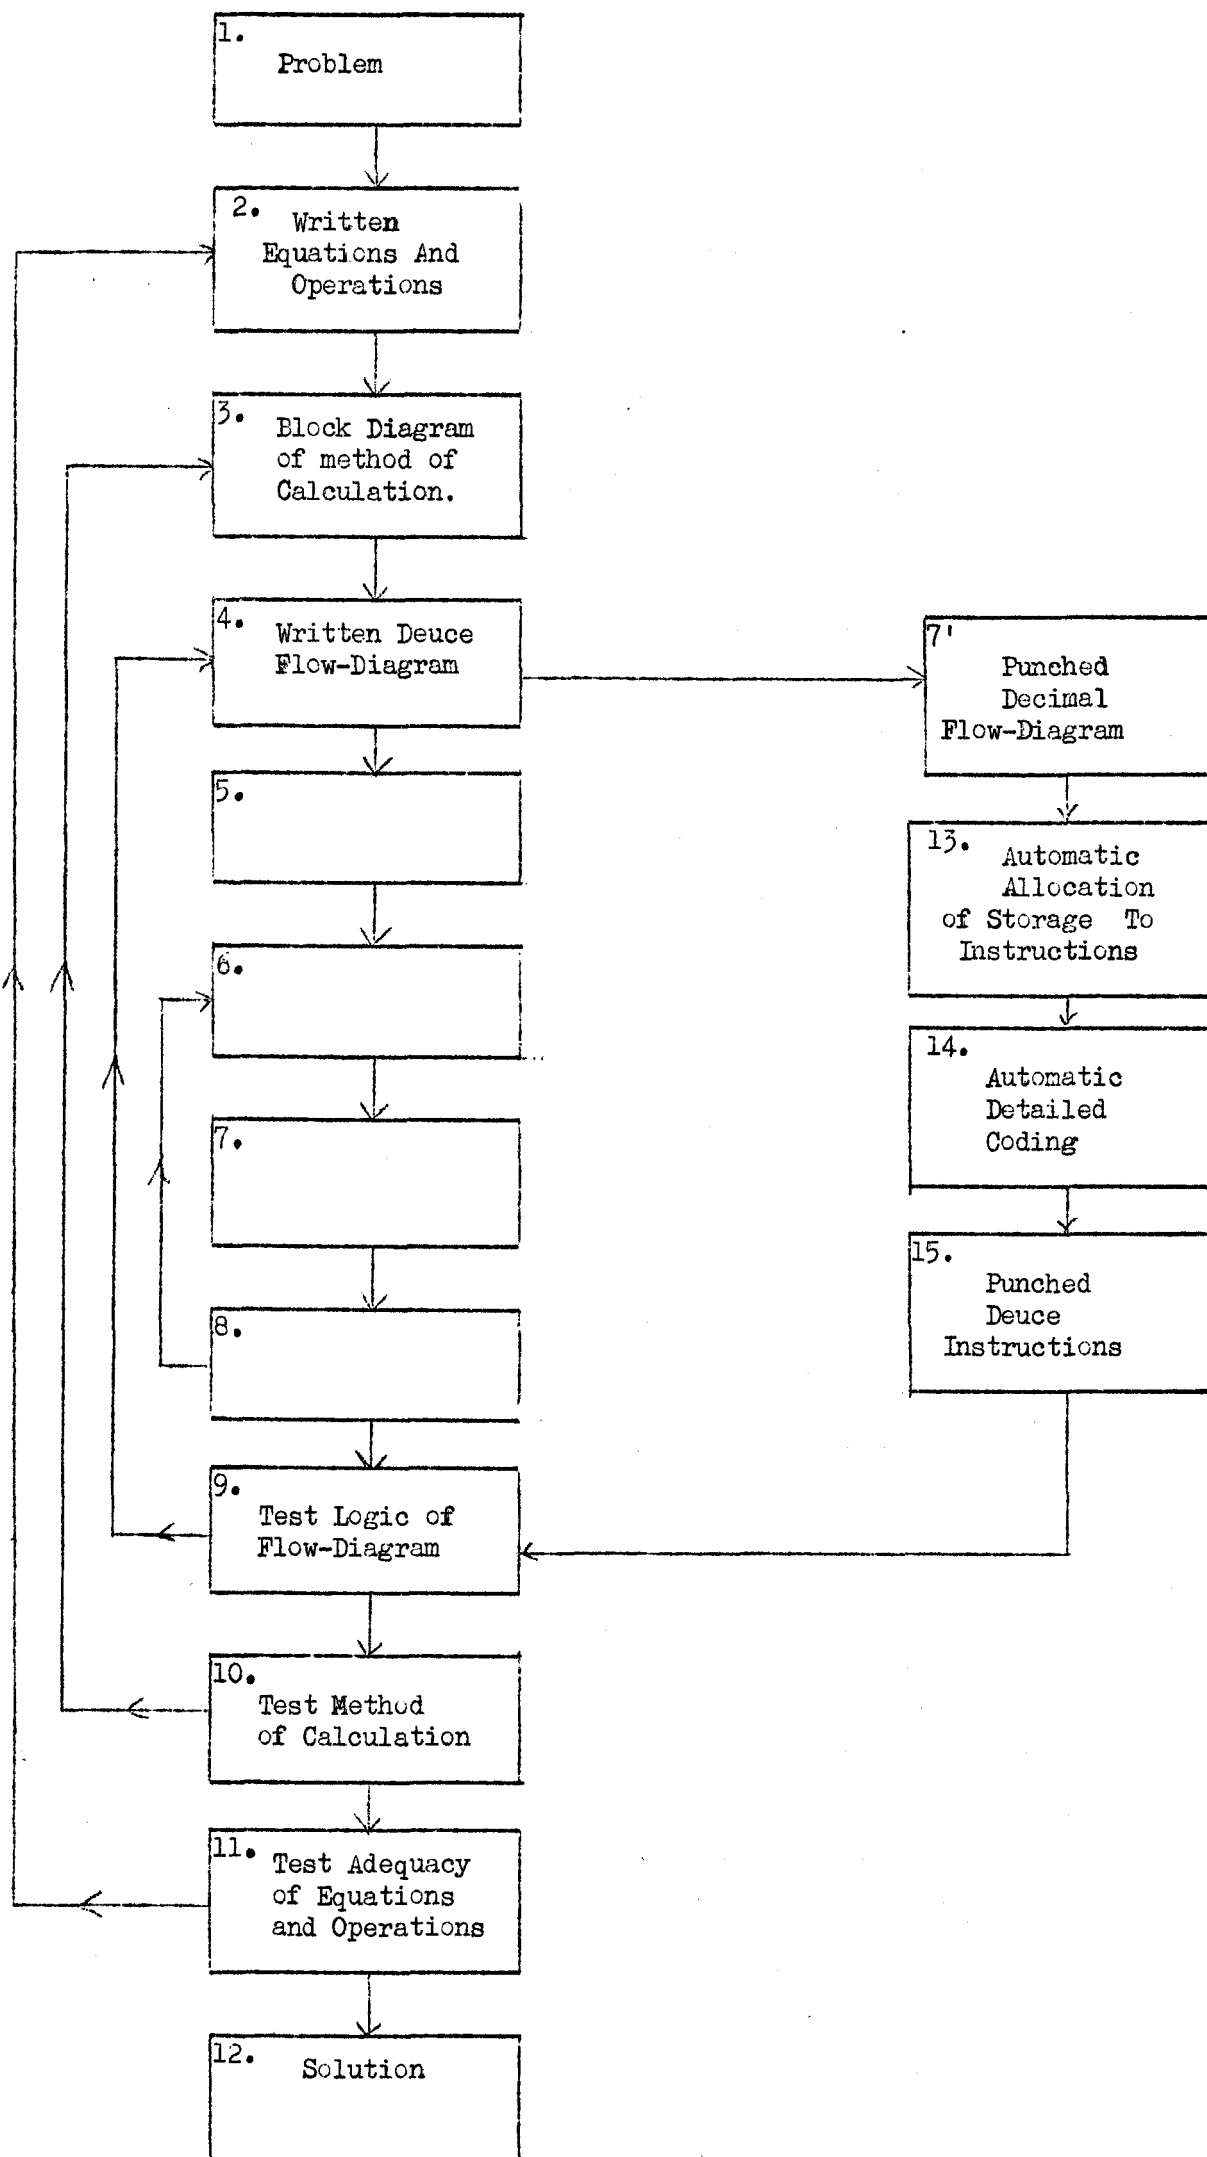 1.
Problem
2. Written
Equations And
Operations
3. Block Diagram
of method of
Calculation.
4. Written Deuce
Flow-Diagram
5.
6.
7.
8.
9.
Test Logic of
Flow-Diagram
10.
Test Method
of Calculation
11. Test Adequacy
of Equations
and Operations
12. Solution
7'
Punched
Decimal
Flow-Diagram
13. Automatic
Allocation
of Storage To
Instructions
14.
Automatic
Detailed
Coding
15.
Punched
Deuce
Instructions